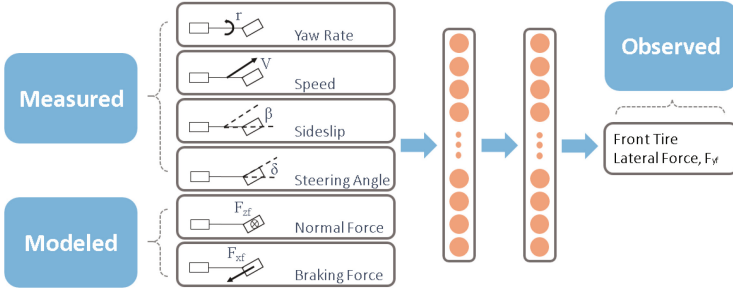 Measured
Modeled
r
Yaw Rate
V
Speed
β
Sideslip
δ
Steering Angle
Fzf
Normal Force
Fxf
Braking Force
Observed
Front Tire
Lateral Force, Fyf